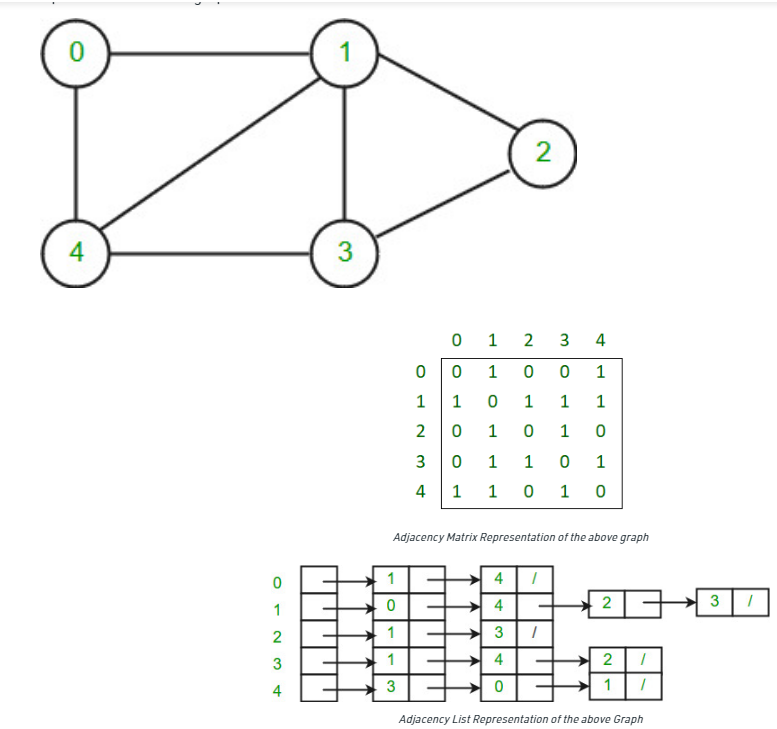 0 1
2
4 3
0 1 2 3 4
0 0 1 0 0 1
1 1 0 1 1 1
2 0 1 0 1 0
3 0 1 1 0 1
4 1 1 0 1 0
Adjacency Matrix Representation of the above graph
0 1 4 /
1 0 4 2 3 /
2 1 3 /
3 1 4 2 /
4 3 0 1 /
Adjacency List Representation of the above Graph